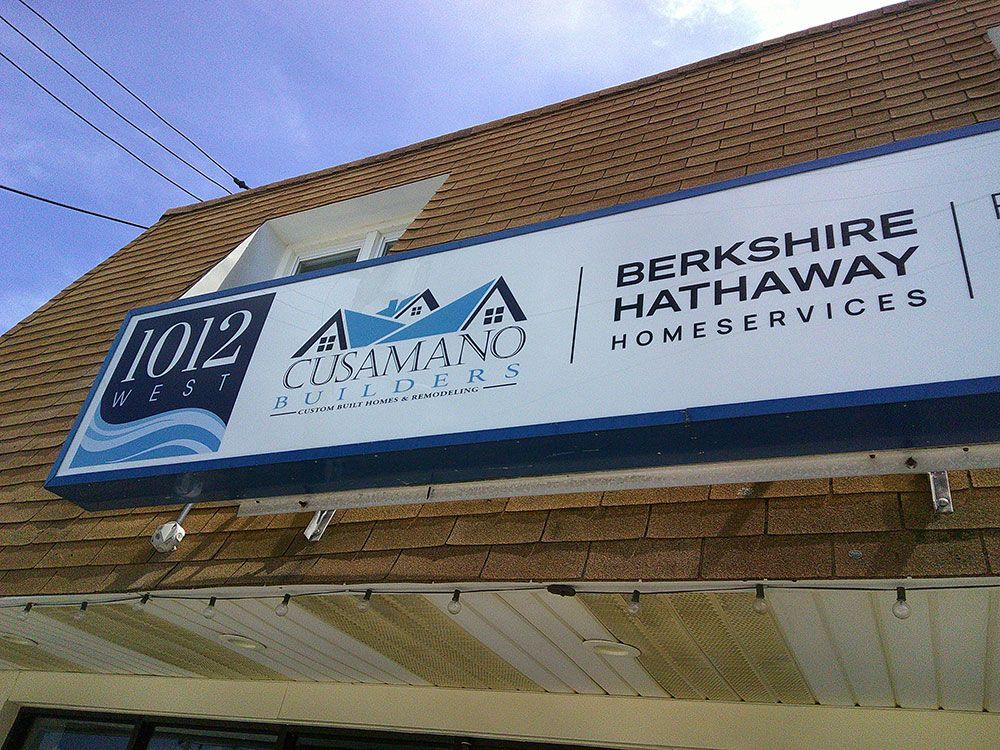 1012
WEST
CUSAMANO
BUILDERS
CUSTOM BUILT HOMES & REMODELING
BERKSHIRE
HATHAWAY
HOMESERVICES